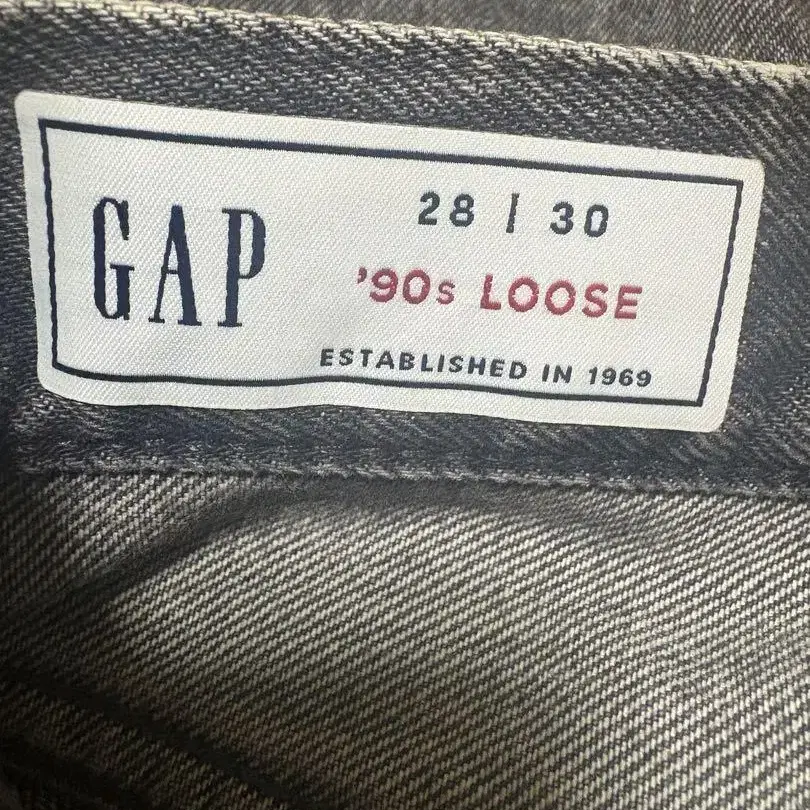 GAP
28 | 30
'90s LOOSE
ESTABLISHED IN 1969